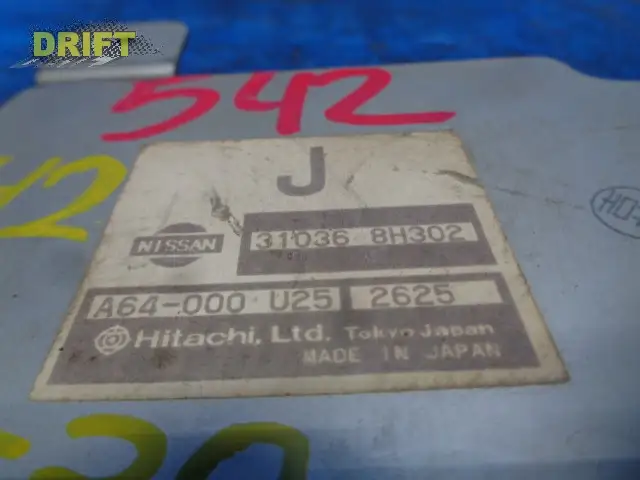 DRIFT
542
J
NISSAN
31036 8H302
A64-000 U25 2625
Hitachi, Ltd. Tokyo Japan
MADE IN JAPAN